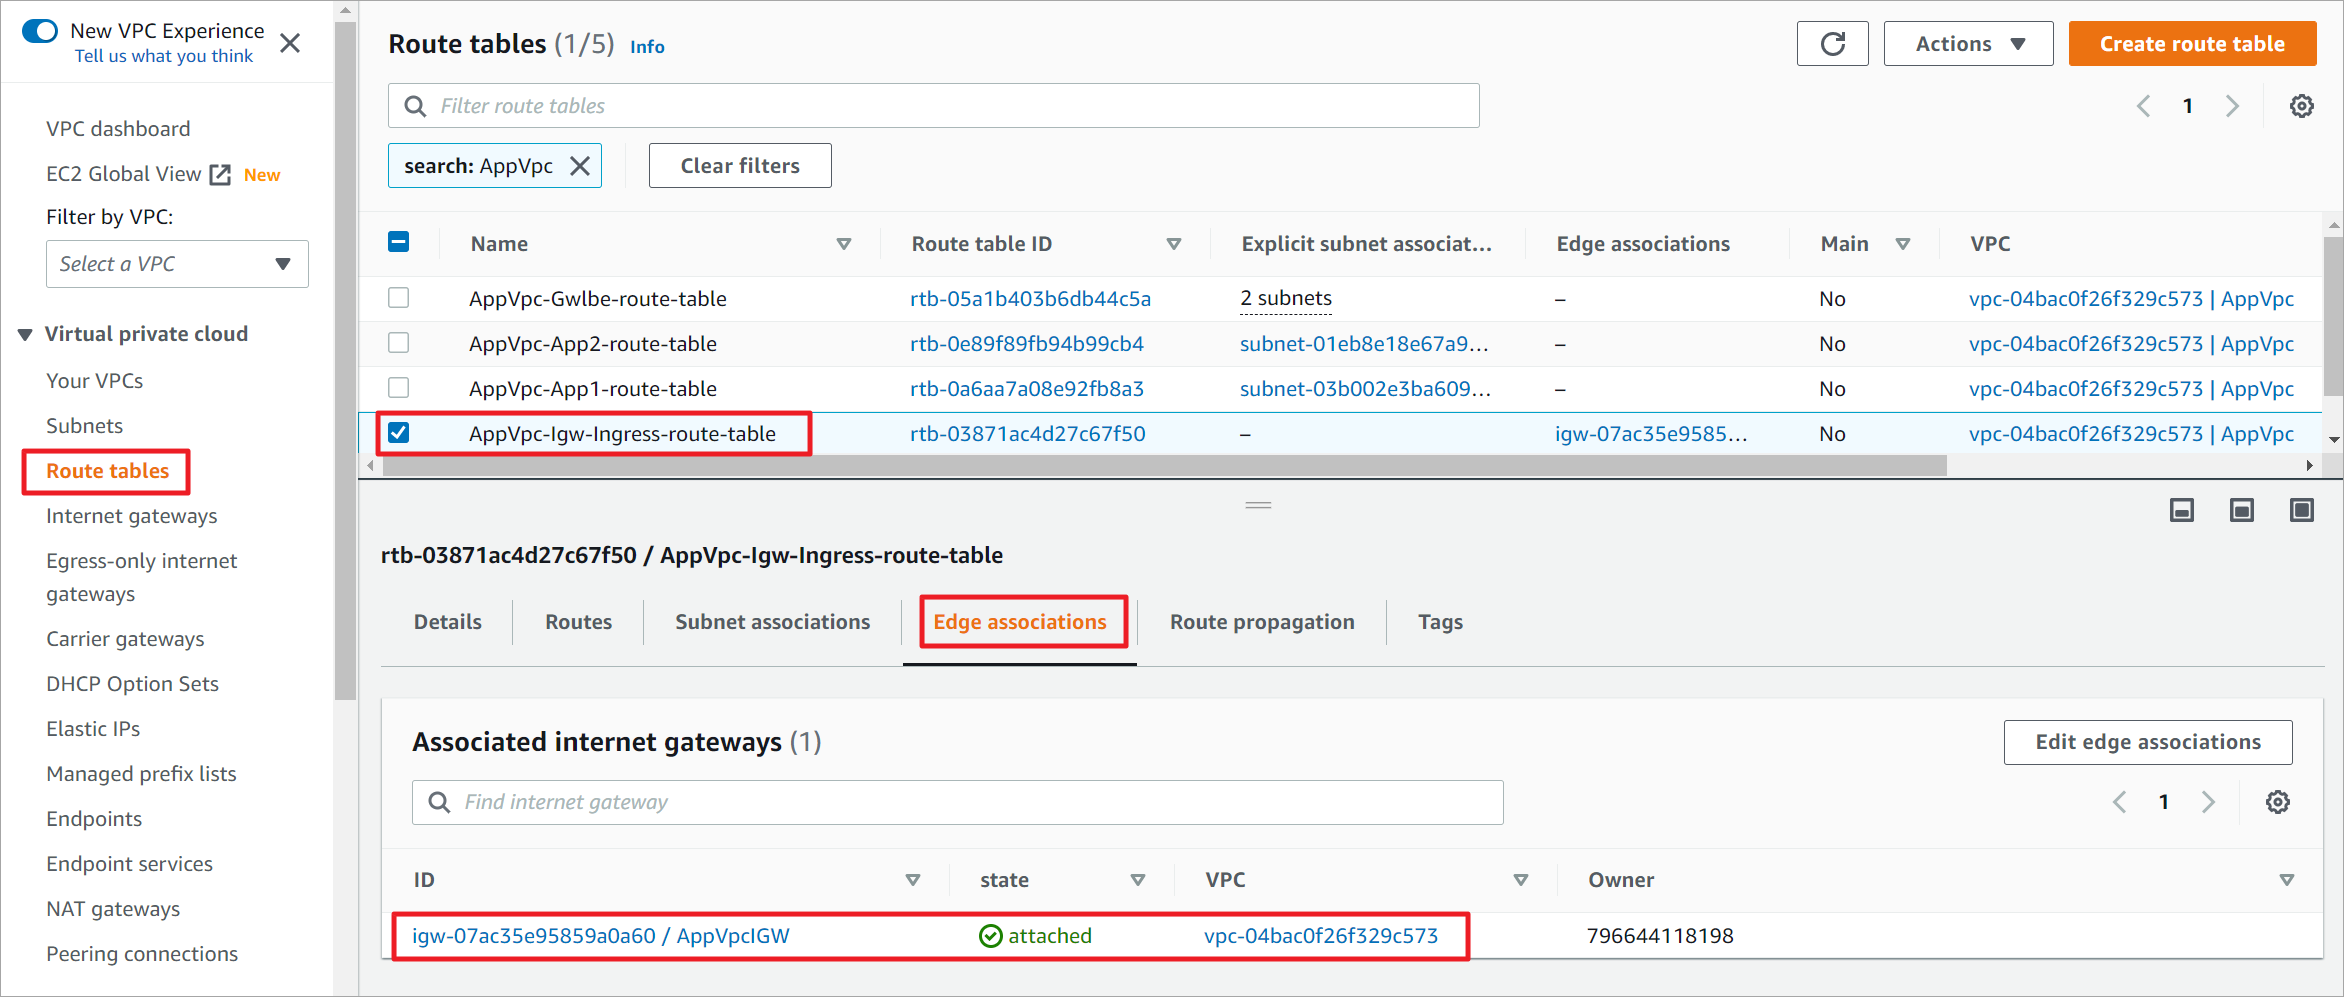 New VPC Experience
Tell us what you think
VPC dashboard
EC2 Global View New
Filter by VPC:
Select a VPC
Virtual private cloud
Your VPCs
Subnets
Route tables
Internet gateways
Egress-only internet
gateways
Carrier gateways
DHCP Option Sets
Elastic IPs
Managed prefix lists
Endpoints
Endpoint services
NAT gateways
Peering connections
Route tables (1/5) Info
Actions
Create route table
Filter route tables
1
search: AppVpc
Clear filters
Name Route table ID Explicit subnet associat... Edge associations Main VPC
AppVpc-Gwlbe-route-table rtb-05a1b403b6db44c5a 2 subnets – No vpc-04bac0f26f329c573 | AppVpc
AppVpc-App2-route-table rtb-0e89f89fb94b99cb4 subnet-01eb8e18e67a9... – No vpc-04bac0f26f329c573 | AppVpc
AppVpc-App1-route-table rtb-0a6aa7a08e92fb8a3 subnet-03b002e3ba609... – No vpc-04bac0f26f329c573 | AppVpc
AppVpc-Igw-Ingress-route-table rtb-03871ac4d27c67f50 – igw-07ac35e9585... No vpc-04bac0f26f329c573 | AppVpc
rtb-03871ac4d27c67f50 / AppVpc-Igw-Ingress-route-table
Details Routes Subnet associations Edge associations Route propagation Tags
Associated internet gateways (1)
Edit edge associations
Find internet gateway
1
ID state VPC Owner
igw-07ac35e95859a0a60 / AppVpcIGW attached vpc-04bac0f26f329c573 796644118198